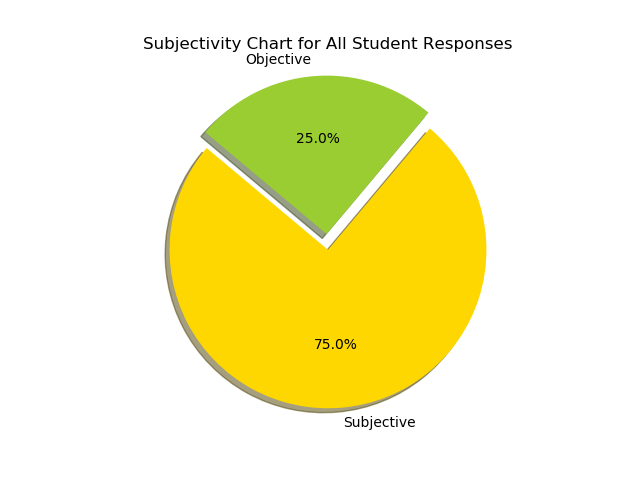 Subjectivity Chart for All Student Responses
Objective
25.0%
75.0%
Subjective